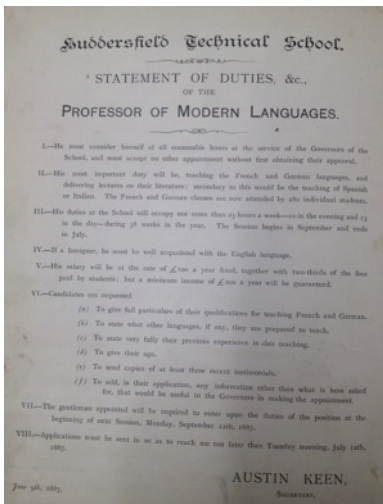 Huddersfield Technical School.
STATEMENT OF DUTIES, &c.,
OF THE
PROFESSOR OF MODERN LANGUAGES.
I.—He must consider himself at all reasonable hours at the service of the Governors of the
School, and must accept no other appointment without first obtaining their approval.
II.—His most important duty will be, teaching the French and German languages, and
delivering lectures on their literature; secondary to this would be the teaching of Spanish
or Italian. The French and German classes are now attended by 280 individual students.
III.—His duties at the School will occupy not more than 23 hours a week—10 in the evening and 13
in the day—during 38 weeks in the year. The Session begins in September and ends
in July.
IV.—If a foreigner, he must be well acquainted with the English language.
V.—His salary will be at the rate of a year fixed, together with two-thirds of the fees
paid by students; but a minimum income of a year will be guaranteed.
VI.—Candidates are requested
(a) To give full particulars of their qualifications for teaching French and German.
(b) To state what other languages, if any, they are prepared to teach.
(c) To state very fully their previous experience in class teaching.
(d) To give their age.
(e) To send copies of at least three recent testimonials.
(f) To add, in their application, any information other than what is here asked
for, that would be useful to the Governors in making the appointment.
VII.—The gentleman appointed will be required to enter upon the duties of the position at the
beginning of next Session, Monday, September 12th, 1887.
VIII.—Applications must be sent in so as to reach me not later than Tuesday morning, July 12th,
1887.
AUSTIN KEEN,
SECRETARY.
June 9th, 1887.